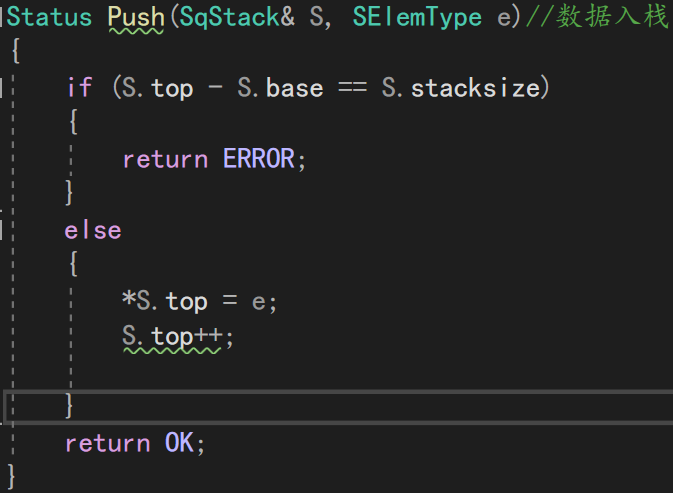 Status Push(SqStack& S, SElemType e)//数据入栈
{
if (S.top - S.base == S.stacksize)
{
return ERROR;
}
else
{
*S.top = e;
S.top++;
}
return OK;
}